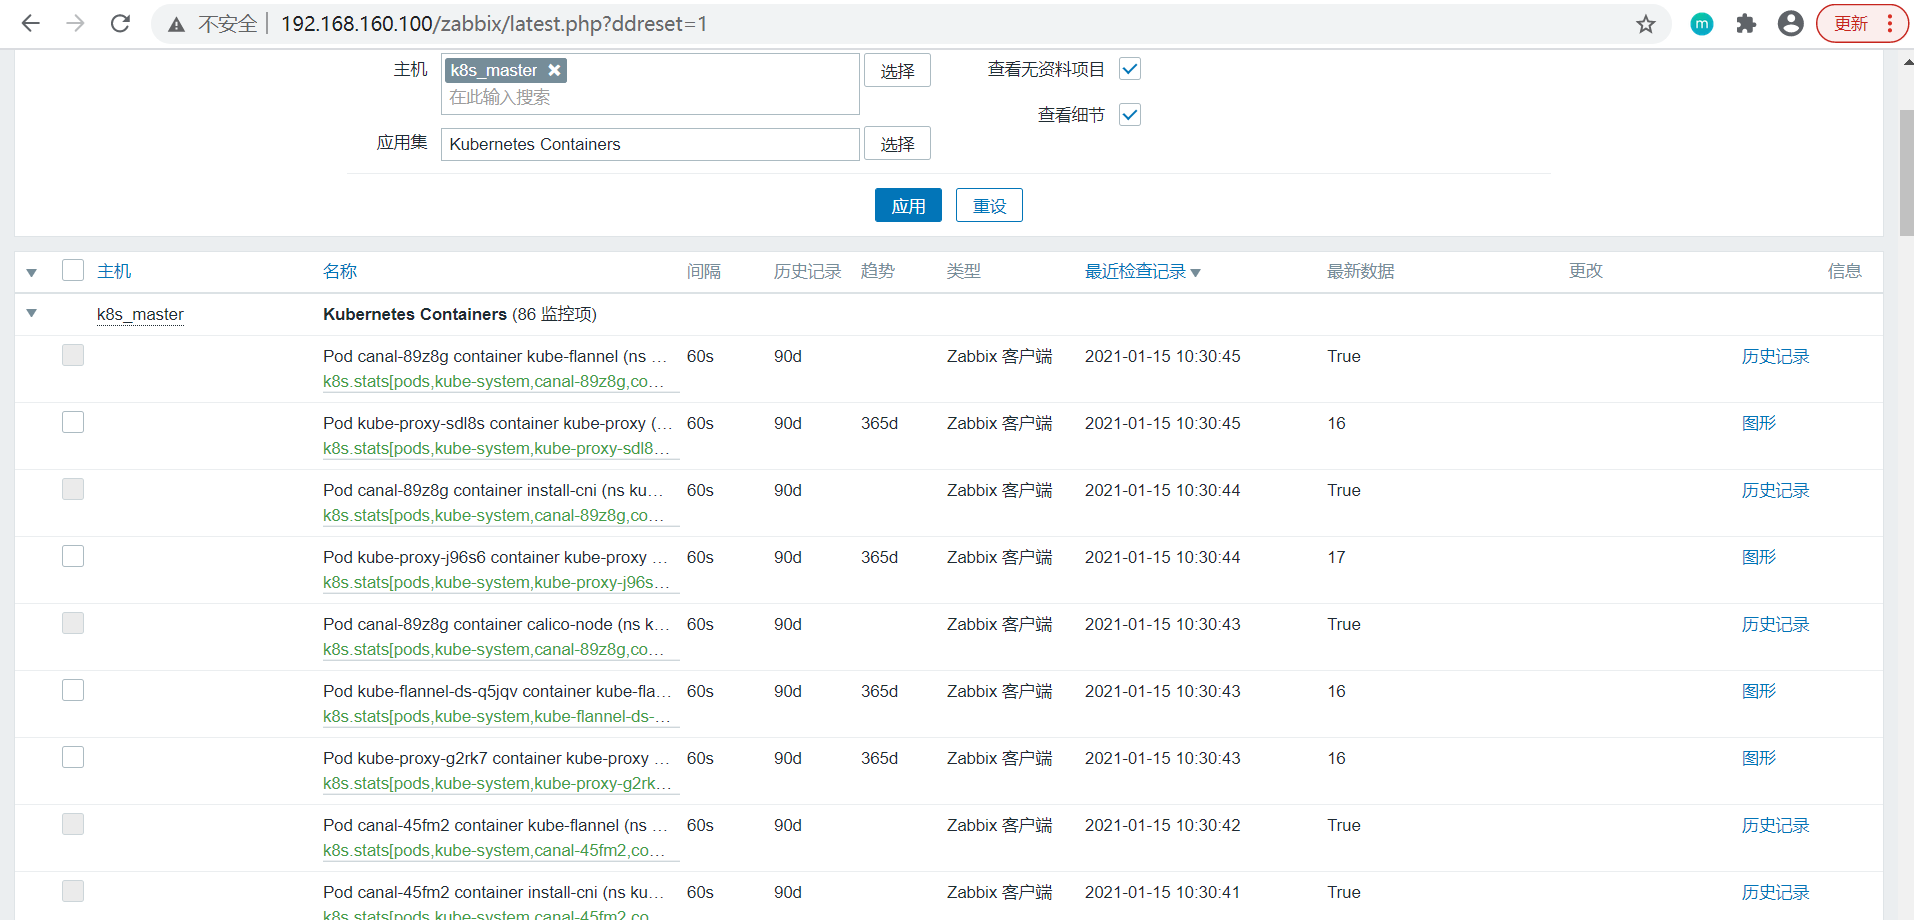 不安全 192.168.160.100/zabbix/latest.php?ddreset=1 m 更新
主机 k8s_master 选择 查看无资料项目
在此输入搜索
查看细节
应用集 Kubernetes Containers 选择
应用 重设
主机 名称 间隔 历史记录 趋势 类型 最近检查记录 最新数据 更改 信息
k8s_master Kubernetes Containers (86 监控项)
Pod canal-89z8g container kube-flannel (ns … 60s 90d Zabbix 客户端 2021-01-15 10:30:45 True 历史记录
k8s.stats[pods,kube-system,canal-89z8g,co…
Pod kube-proxy-sdl8s container kube-proxy (… 60s 90d 365d Zabbix 客户端 2021-01-15 10:30:45 16 图形
k8s.stats[pods,kube-system,kube-proxy-sdl8…
Pod canal-89z8g container install-cni (ns ku… 60s 90d Zabbix 客户端 2021-01-15 10:30:44 True 历史记录
k8s.stats[pods,kube-system,canal-89z8g,co…
Pod kube-proxy-j96s6 container kube-proxy … 60s 90d 365d Zabbix 客户端 2021-01-15 10:30:44 17 图形
k8s.stats[pods,kube-system,kube-proxy-j96s…
Pod canal-89z8g container calico-node (ns k… 60s 90d Zabbix 客户端 2021-01-15 10:30:43 True 历史记录
k8s.stats[pods,kube-system,canal-89z8g,co…
Pod kube-flannel-ds-q5jqv container kube-fla… 60s 90d 365d Zabbix 客户端 2021-01-15 10:30:43 16 图形
k8s.stats[pods,kube-system,kube-flannel-ds-…
Pod kube-proxy-g2rk7 container kube-proxy … 60s 90d 365d Zabbix 客户端 2021-01-15 10:30:43 16 图形
k8s.stats[pods,kube-system,kube-proxy-g2rk…
Pod canal-45fm2 container kube-flannel (ns … 60s 90d Zabbix 客户端 2021-01-15 10:30:42 True 历史记录
k8s.stats[pods,kube-system,canal-45fm2,co…
Pod canal-45fm2 container install-cni (ns ku… 60s 90d Zabbix 客户端 2021-01-15 10:30:41 True 历史记录
k8s.stats[pods,kube-system,canal-45fm2,co…